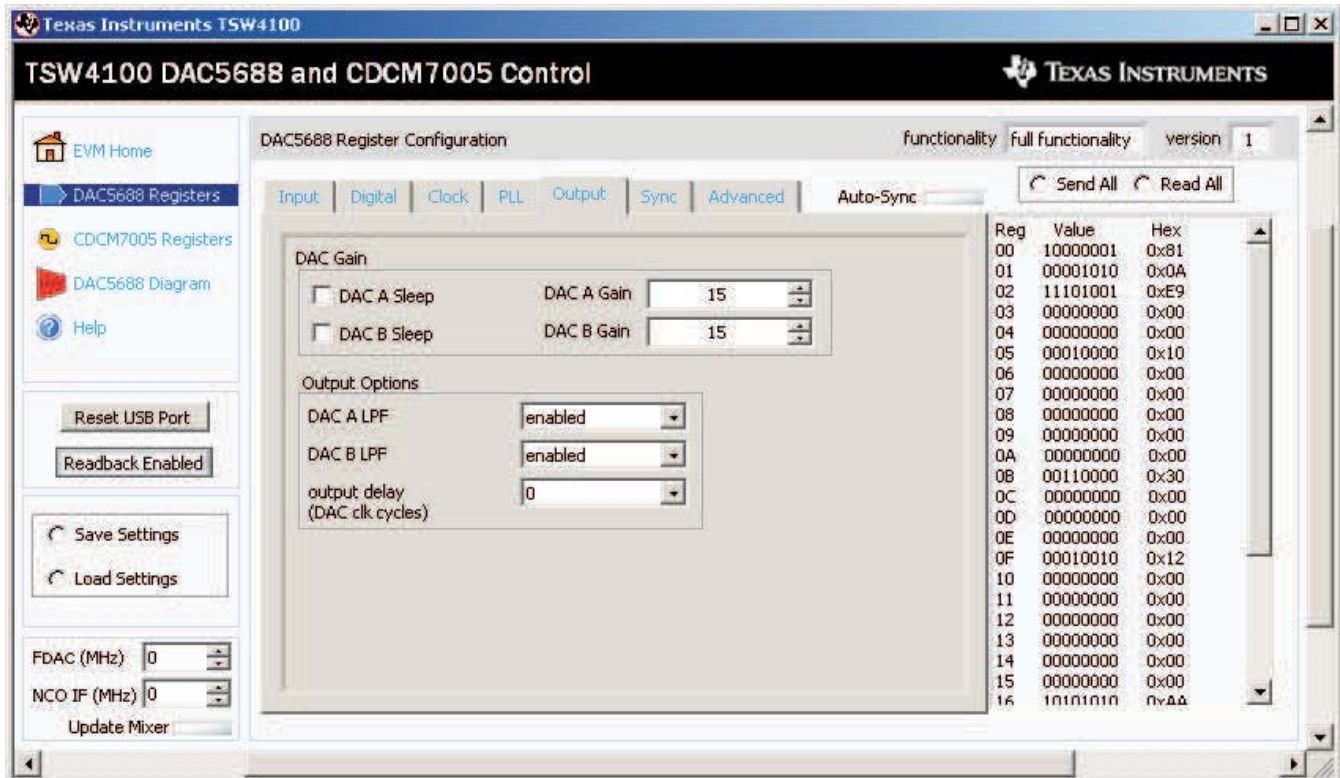 Texas Instruments TSW4100
TSW4100 DAC5688 and CDCM7005 Control
TEXAS INSTRUMENTS
EVM Home
DAC5688 Registers
CDCM7005 Registers
DAC5688 Diagram
Help
Reset USB Port
Readback Enabled
Save Settings
Load Settings
FDAC (MHz) 0
NCO IF (MHz) 0
Update Mixer
DAC5688 Register Configuration
functionality full functionality version 1
Input Digital Clock PLL Output Sync Advanced Auto-Sync
Send All Read All
DAC Gain
DAC A Sleep DAC A Gain 15
DAC B Sleep DAC B Gain 15
Output Options
DAC A LPF enabled
DAC B LPF enabled
output delay 0
(DAC clk cycles)
Reg Value Hex
00 10000001 0x81
01 00001010 0x0A
02 11101001 0xE9
03 00000000 0x00
04 00000000 0x00
05 00010000 0x10
06 00000000 0x00
07 00000000 0x00
08 00000000 0x00
09 00000000 0x00
0A 00000000 0x00
0B 00110000 0x30
0C 00000000 0x00
0D 00000000 0x00
0E 00000000 0x00
0F 00010010 0x12
10 00000000 0x00
11 00000000 0x00
12 00000000 0x00
13 00000000 0x00
14 00000000 0x00
15 00000000 0x00
16 10101010 0xAA